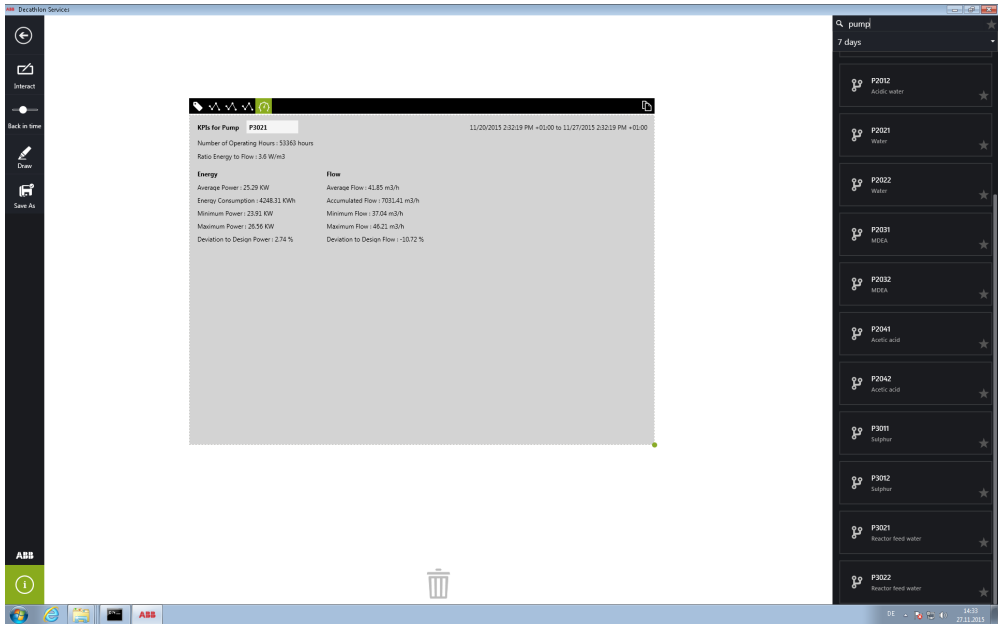 ABB Decathlon Services
Interact
Back in time
Draw
Save As
ABB
KPIs for Pump P3021
11/20/2015 2:32:19 PM +01:00 to 11/27/2015 2:32:19 PM +01:00
Number of Operating Hours : 53363 hours
Ratio Energy to Flow : 3.6 W/m3
Energy
Average Power : 25.29 KW
Energy Consumption : 4248.31 KWh
Minimum Power : 23.91 KW
Maximum Power : 26.56 KW
Deviation to Design Power : 2.74 %
Flow
Average Flow : 41.85 m3/h
Accumulated Flow : 7031.41 m3/h
Minimum Flow : 37.04 m3/h
Maximum Flow : 46.21 m3/h
Deviation to Design Flow : -10.72 %
pump
7 days
P2012
Acidic water
P2021
Water
P2022
Water
P2031
MDEA
P2032
MDEA
P2041
Acetic acid
P2042
Acetic acid
P3011
Sulphur
P3012
Sulphur
P3021
Reactor feed water
P3022
Reactor feed water
ABB
DE
14:33
27.11.2015